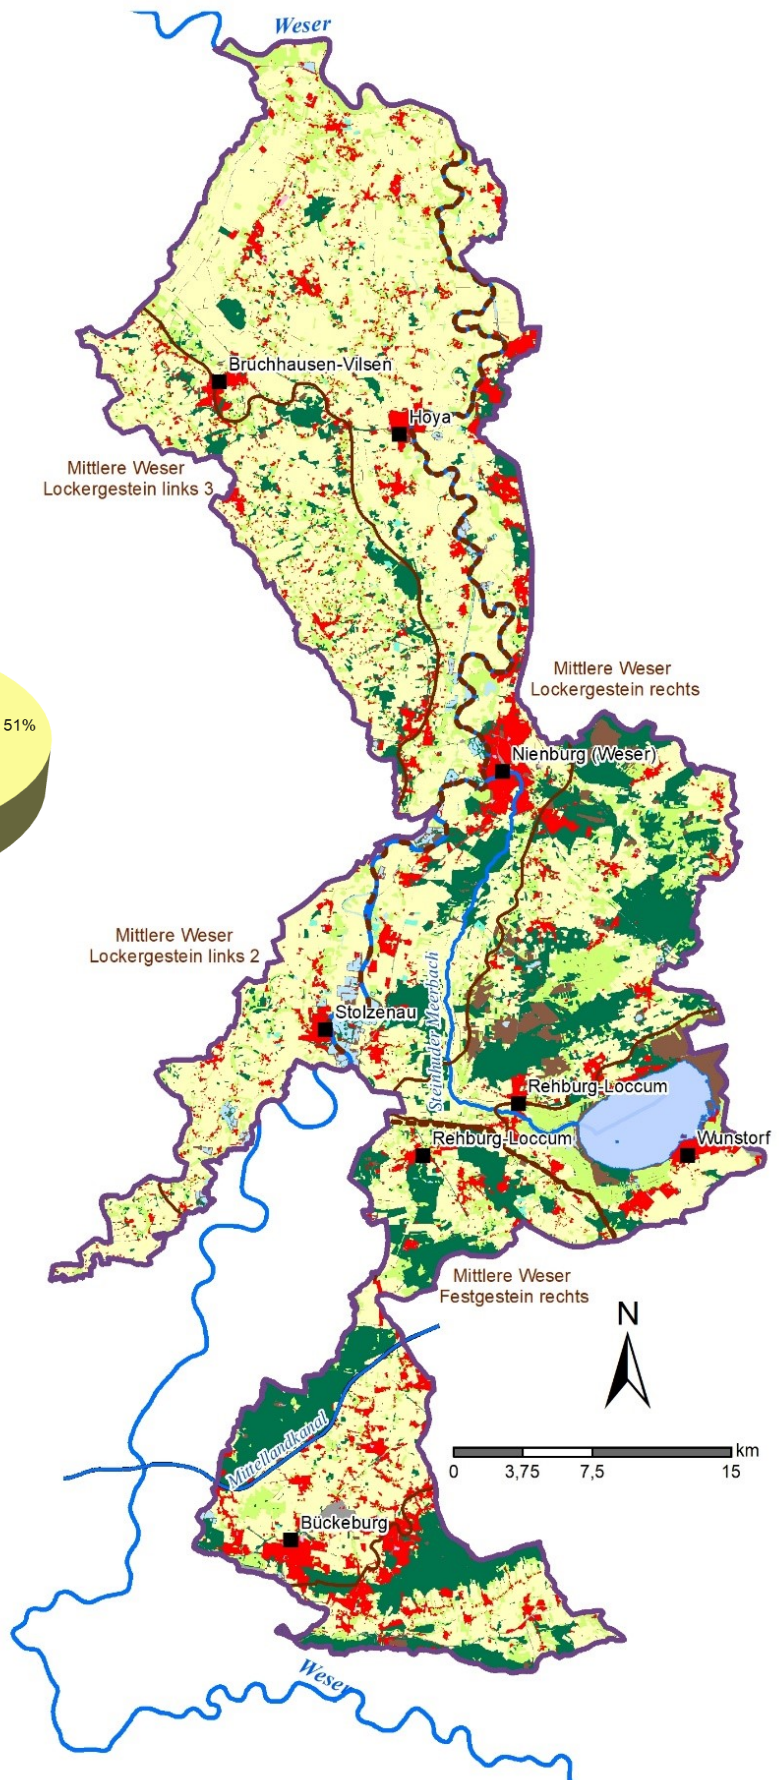 Weser
Bruchhausen-Vilsen
Hoya
Mittlere Weser
Lockergestein links 3
Mittlere Weser
Lockergestein rechts
51%
Nienburg (Weser)
Mittlere Weser
Lockergestein links 2
Steinhuder Meerbach
Stolzenau
Rehburg-Loccum
Rehburg-Loccum
Wunstorf
Mittlere Weser
Festgestein rechts
N
km
0 3,75 7,5 15
Mittellandkanal
Bückeburg
Weser